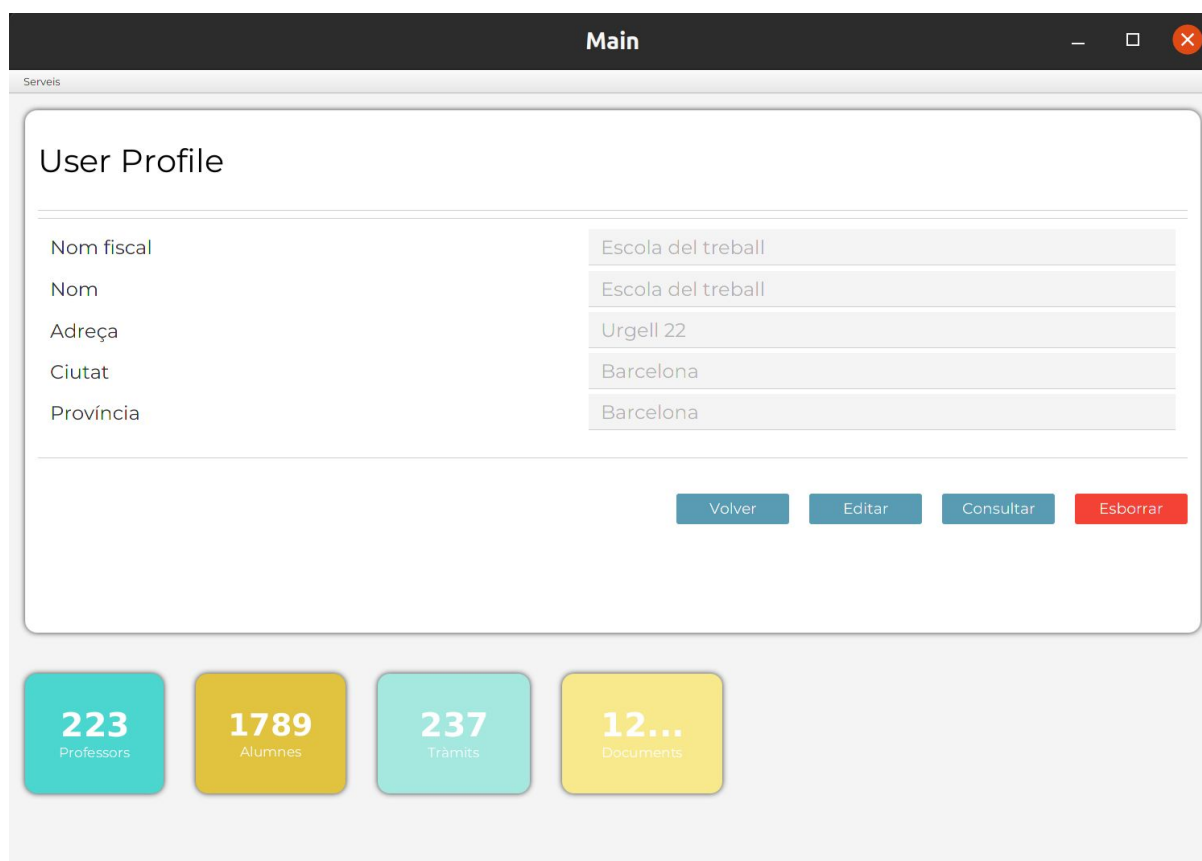 Main
Serveis
User Profile
Nom fiscal Escola del treball
Nom Escola del treball
Adreça Urgell 22
Ciutat Barcelona
Província Barcelona
Volver Editar Consultar Esborrar
223 1789 237 12...
Professors Alumnes Tràmits Documents